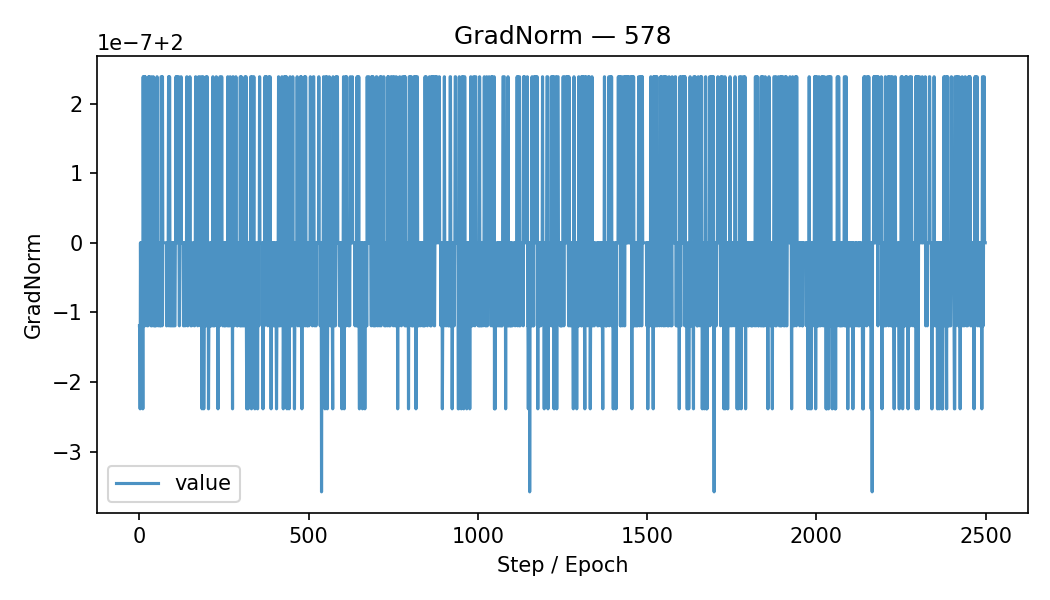 GradNorm — 578
1e−7+2
2
1
0
−1
−2
−3
GradNorm
value
0
500
1000
1500
2000
2500
Step / Epoch